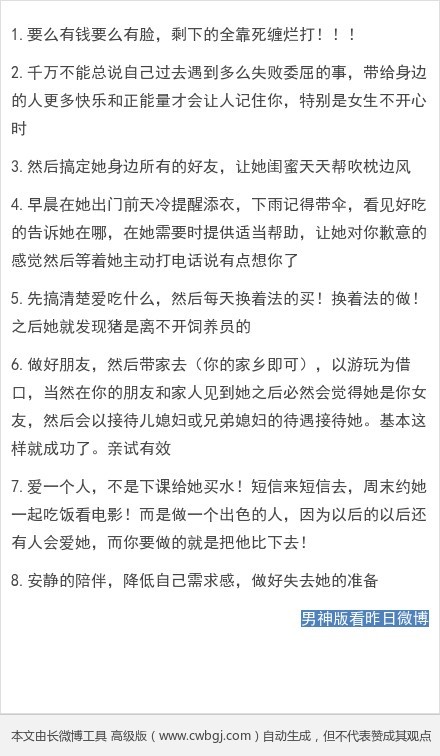 1.要么有钱要么有脸，剩下的全靠死缠烂打！！！
2.千万不能总说自己过去遇到多么失败委屈的事，带给身边
的人更多快乐和正能量才会让人记住你，特别是女生不开心
时
3.然后搞定她身边所有的好友，让她闺蜜天天帮吹枕边风
4.早晨在她出门前天冷提醒添衣，下雨记得带伞，看见好吃
的告诉她在哪，在她需要时提供适当帮助，让她对你歉意的
感觉然后等着她主动打电话说有点想你了
5.先搞清楚爱吃什么，然后每天换着法的买！换着法的做！
之后她就发现猪是离不开饲养员的
6.做好朋友，然后带家去（你的家乡即可），以游玩为借
口，当然在你的朋友和家人见到她之后必然会觉得她是你女
友，然后会以接待儿媳妇或兄弟媳妇的待遇接待她。基本这
样就成功了。亲试有效
7.爱一个人，不是下课给她买水！短信来短信去，周末约她
一起吃饭看电影！而是做一个出色的人，因为以后的以后还
有人会爱她，而你要做的就是把他比下去！
8.安静的陪伴，降低自己需求感，做好失去她的准备
男神版看昨日微博
本文由长微博工具 高级版（www.cwbgj.com）自动生成，但不代表赞成其观点